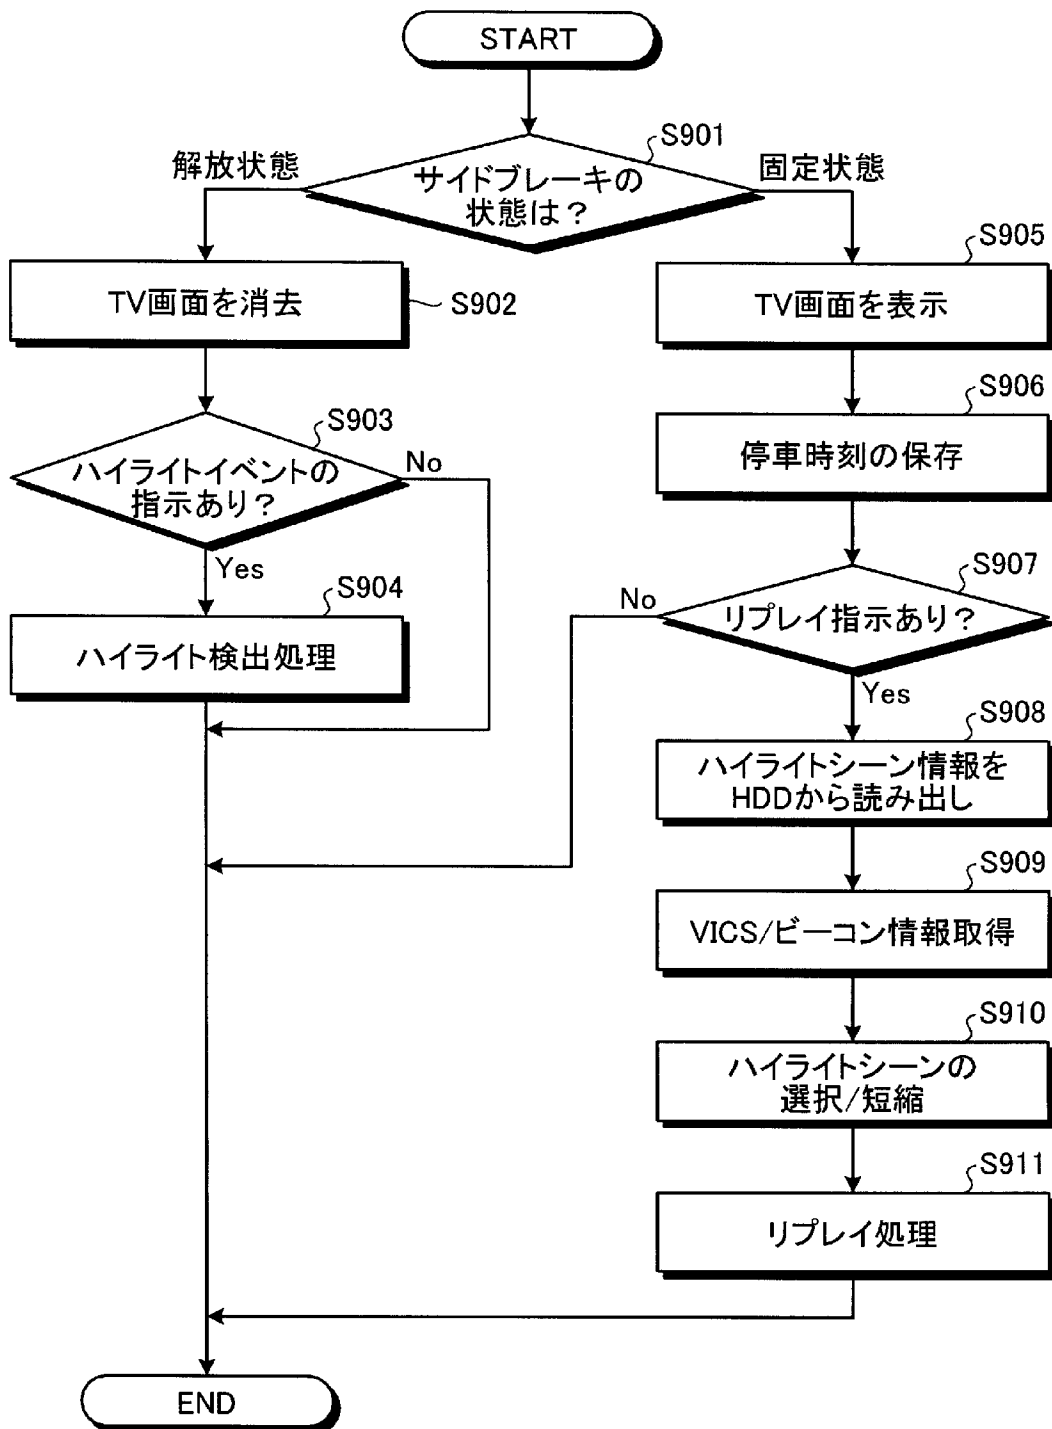 START
S901
解放状態
サイドブレーキの
状態は？
固定状態
TV画面を消去
S902
S905
TV画面を表示
S903
ハイライトイベントの
指示あり？
No
Yes
S906
停車時刻の保存
S904
ハイライト検出処理
S907
リプレイ指示あり？
No
Yes
S908
ハイライトシーン情報を
HDDから読み出し
S909
VICS/ビーコン情報取得
S910
ハイライトシーンの
選択/短縮
S911
リプレイ処理
END